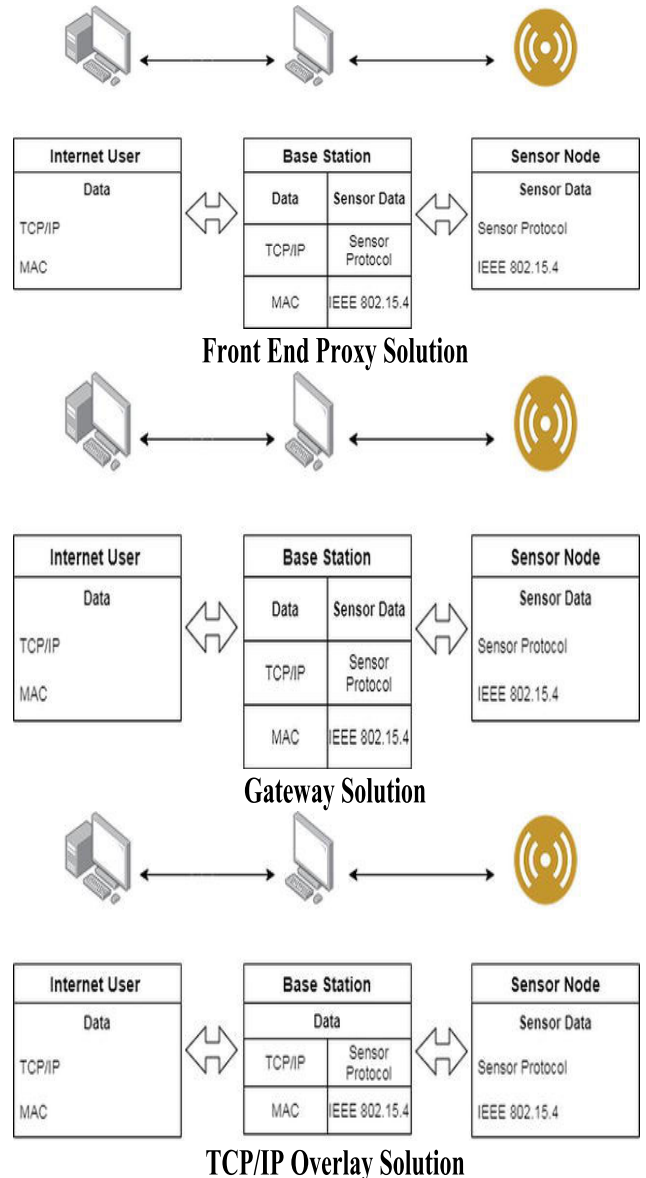 Internet User
Data
TCP/IP
MAC
Base Station
Data Sensor Data
TCP/IP Sensor Protocol
MAC IEEE 802.15.4
Sensor Node
Sensor Data
Sensor Protocol
IEEE 802.15.4
Front End Proxy Solution
Internet User
Data
TCP/IP
MAC
Base Station
Data Sensor Data
TCP/IP Sensor Protocol
MAC IEEE 802.15.4
Sensor Node
Sensor Data
Sensor Protocol
IEEE 802.15.4
Gateway Solution
Internet User
Data
TCP/IP
MAC
Base Station
Data
TCP/IP Sensor Protocol
MAC IEEE 802.15.4
Sensor Node
Sensor Data
Sensor Protocol
IEEE 802.15.4
TCP/IP Overlay Solution